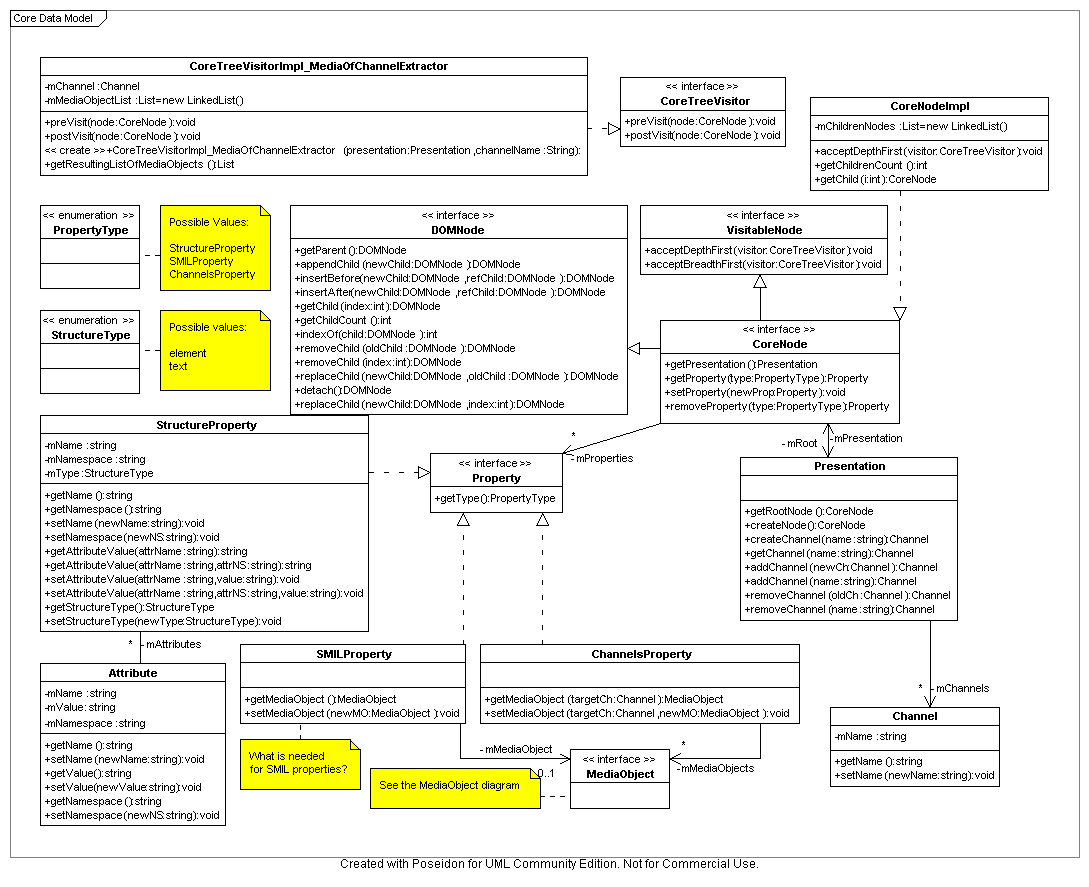 Core Data Model
CoreTreeVisitorImpl_MediaOfChannelExtractor
-mChannel :Channel
-mMediaObjectList :List=new LinkedList()
+preVisit(node:CoreNode ):void
+postVisit(node:CoreNode ):void
<< create >>+CoreTreeVisitorImpl_MediaOfChannelExtractor (presentation:Presentation ,channelName :String):
+getResultingListOfMediaObjects ():List
<< interface >>
CoreTreeVisitor
+preVisit(node:CoreNode ):void
+postVisit(node:CoreNode ):void
CoreNodeImpl
-mChildrenNodes :List=new LinkedList()
+acceptDepthFirst(visitor:CoreTreeVisitor):void
+getChildrenCount ():int
+getChild(i:int):CoreNode
<< enumeration >>
PropertyType
Possible Values:
StructureProperty
SMILProperty
ChannelsProperty
<< enumeration >>
StructureType
Possible values:
element
text
<< interface >>
DOMNode
+getParent():DOMNode
+appendChild (newChild:DOMNode ):DOMNode
+insertBefore(newChild:DOMNode ,refChild:DOMNode ):DOMNode
+insertAfter(newChild:DOMNode ,refChild:DOMNode ):DOMNode
+getChild (index:int):DOMNode
+getChildCount ():int
+indexOf(child:DOMNode ):int
+removeChild (oldChild :DOMNode ):DOMNode
+removeChild (index:int):DOMNode
+replaceChild (newChild:DOMNode ,oldChild :DOMNode ):DOMNode
+detach():DOMNode
+replaceChild (newChild:DOMNode ,index:int):DOMNode
<< interface >>
VisitableNode
+acceptDepthFirst(visitor:CoreTreeVisitor):void
+acceptBreadthFirst(visitor:CoreTreeVisitor):void
<< interface >>
CoreNode
+getPresentation ():Presentation
+getProperty(type:PropertyType):Property
+setProperty(newProp:Property):void
+removeProperty(type:PropertyType):Property
*
-mProperties
-mRoot
-mPresentation
StructureProperty
-mName :string
-mNamespace :string
-mType:StructureType
+getName ():string
+getNamespace ():string
+setName (newName:string):void
+setNamespace(newNS:string):void
+getAttributeValue(attrName :string):string
+getAttributeValue(attrName :string,attrNS:string):string
+setAttributeValue(attrName :string,value:string):void
+setAttributeValue(attrName :string,attrNS:string,value:string):void
+getStructureType():StructureType
+setStructureType(newType:StructureType):void
<< interface >>
Property
+getType():PropertyType
Presentation
+getRootNode ():CoreNode
+createNode():CoreNode
+createChannel(name:string):Channel
+getChannel(name:string):Channel
+addChannel(newCh:Channel):Channel
+addChannel(name:string):Channel
+removeChannel (oldCh:Channel):Channel
+removeChannel (name:string):Channel
* -mAttributes
Attribute
-mName :string
-mValue:string
-mNamespace :string
+getName ():string
+setName (newName:string):void
+getValue():string
+setValue(newValue:string):void
+getNamespace ():string
+setNamespace(newNS:string):void
SMILProperty
+getMediaObject ():MediaObject
+setMediaObject (newMO:MediaObject ):void
ChannelsProperty
+getMediaObject (targetCh:Channel):MediaObject
+setMediaObject (targetCh:Channel,newMO:MediaObject ):void
* -mChannels
Channel
-mName :string
+getName ():string
+setName (newName:string):void
What is needed
for SMIL properties?
-mMediaObject
0..1
*
-mMediaObjects
See the MediaObject diagram
<< interface >>
MediaObject
Created with Poseidon for UML Community Edition. Not for Commercial Use.